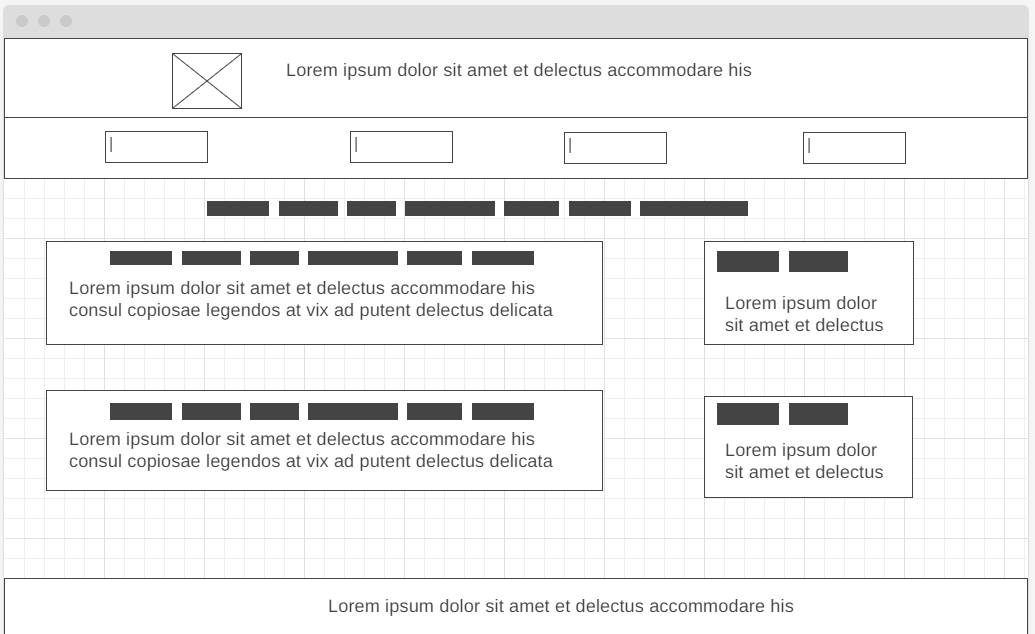 Lorem ipsum dolor sit amet et delectus accommodare his
Lorem ipsum dolor sit amet et delectus accommodare his
consul copiosae legendos at vix ad putent delectus delicata
Lorem ipsum dolor
sit amet et delectus
Lorem ipsum dolor sit amet et delectus accommodare his
consul copiosae legendos at vix ad putent delectus delicata
Lorem ipsum dolor
sit amet et delectus
Lorem ipsum dolor sit amet et delectus accommodare his